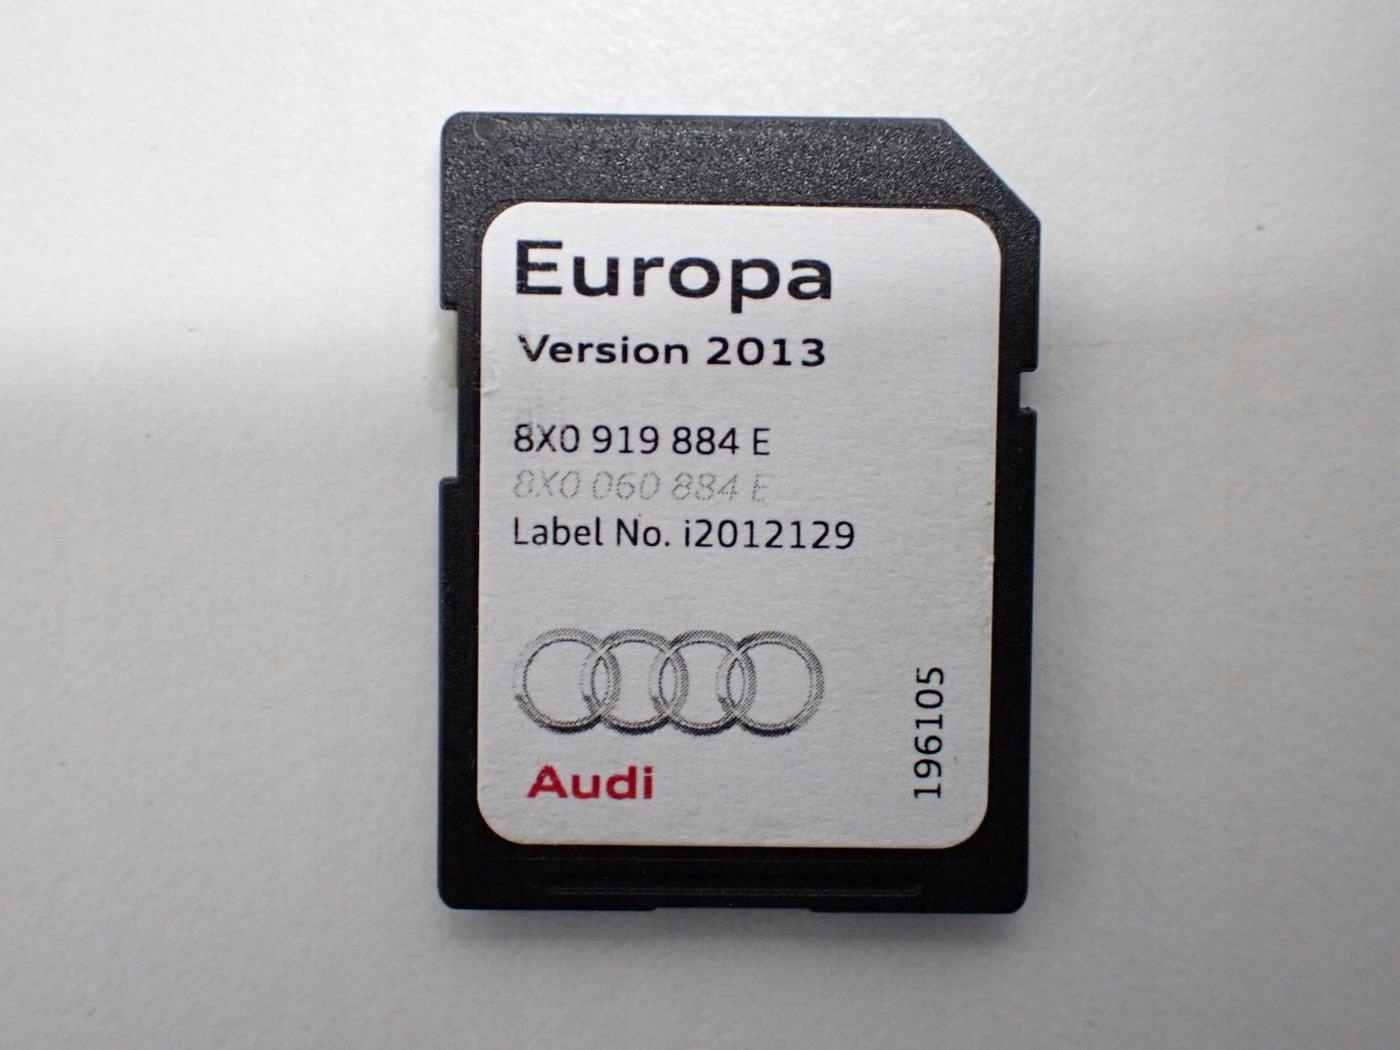 Europa
Version 2013
8X0 919 884 E
8X0 060 884 E
Label No. i2012129
Audi
196105